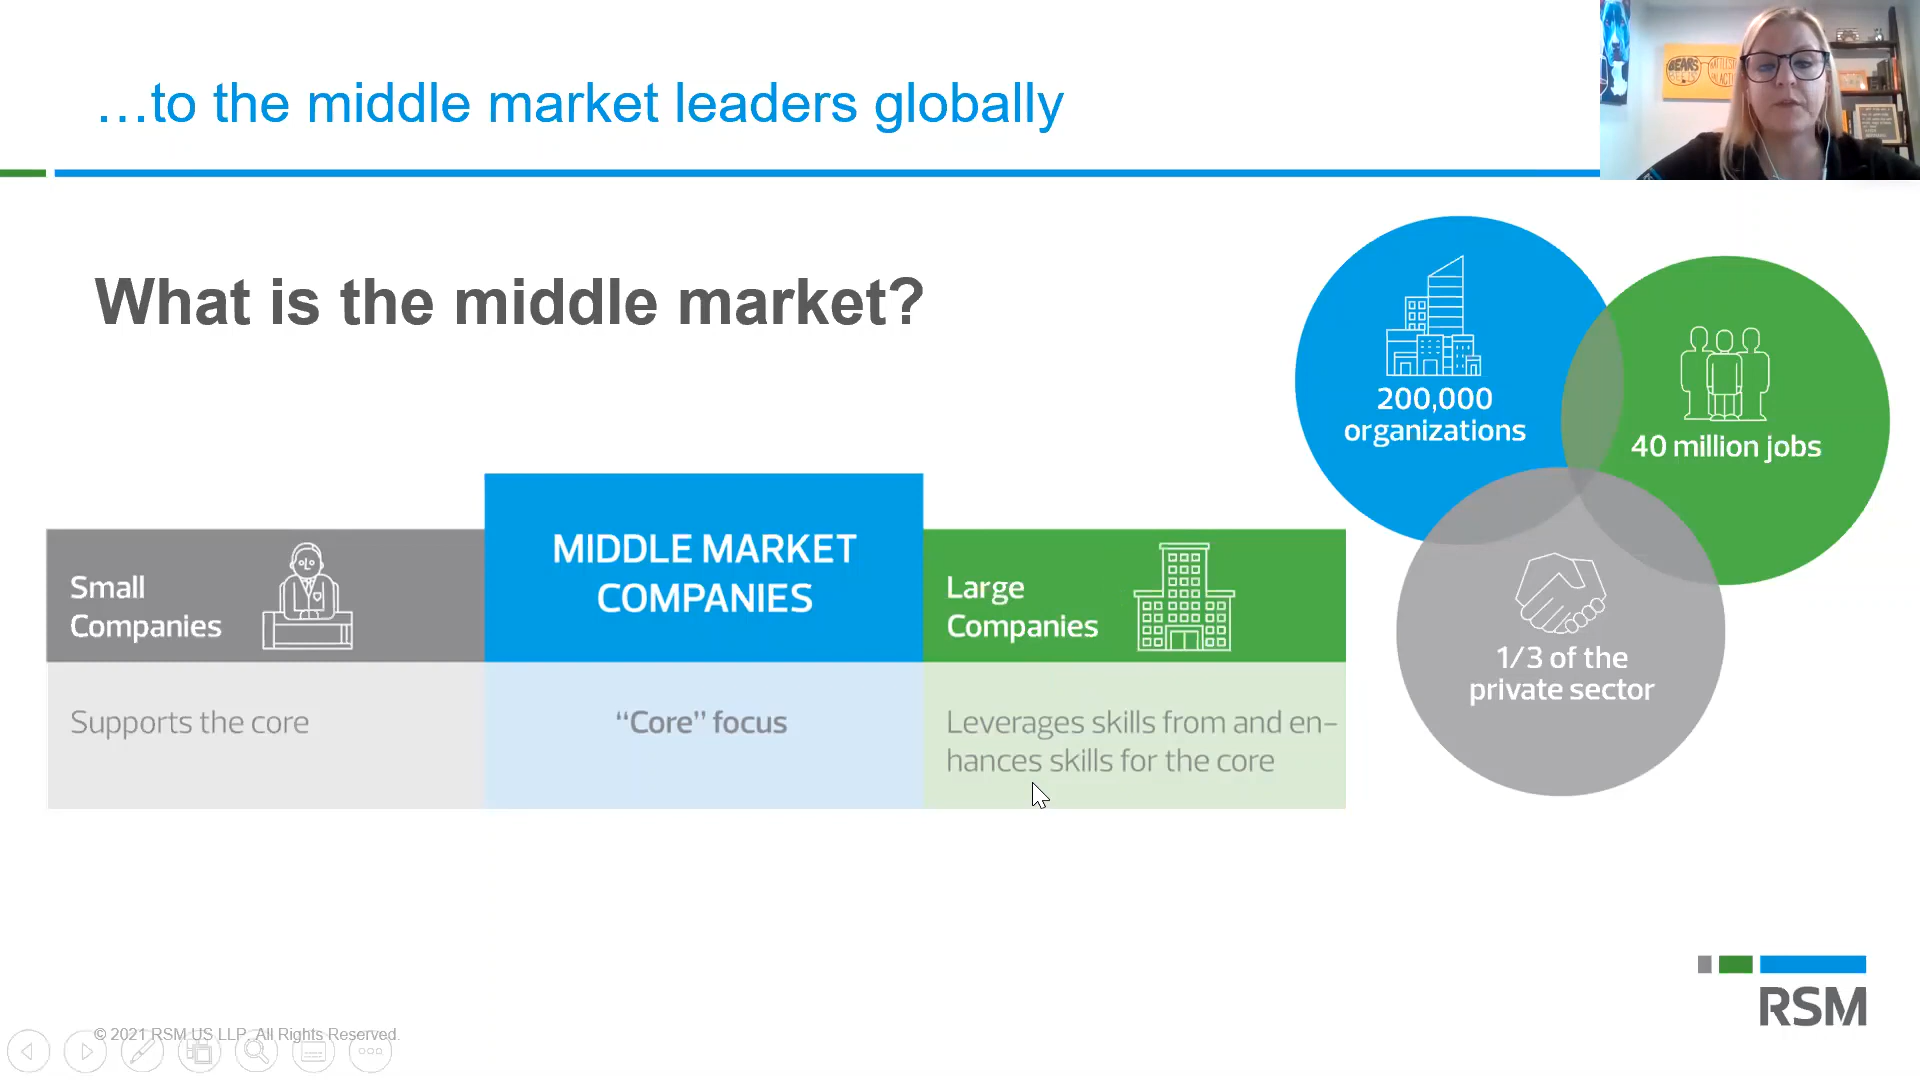 …to the middle market leaders globally
BEARS
BEETS
What is the middle market?
200,000
organizations
40 million jobs
1/3 of the
private sector
Small
Companies
MIDDLE MARKET
COMPANIES
Large
Companies
Supports the core
“Core” focus
Leverages skills from and en-
hances skills for the core
RSM
© 2021 RSM US LLP. All Rights Reserved.